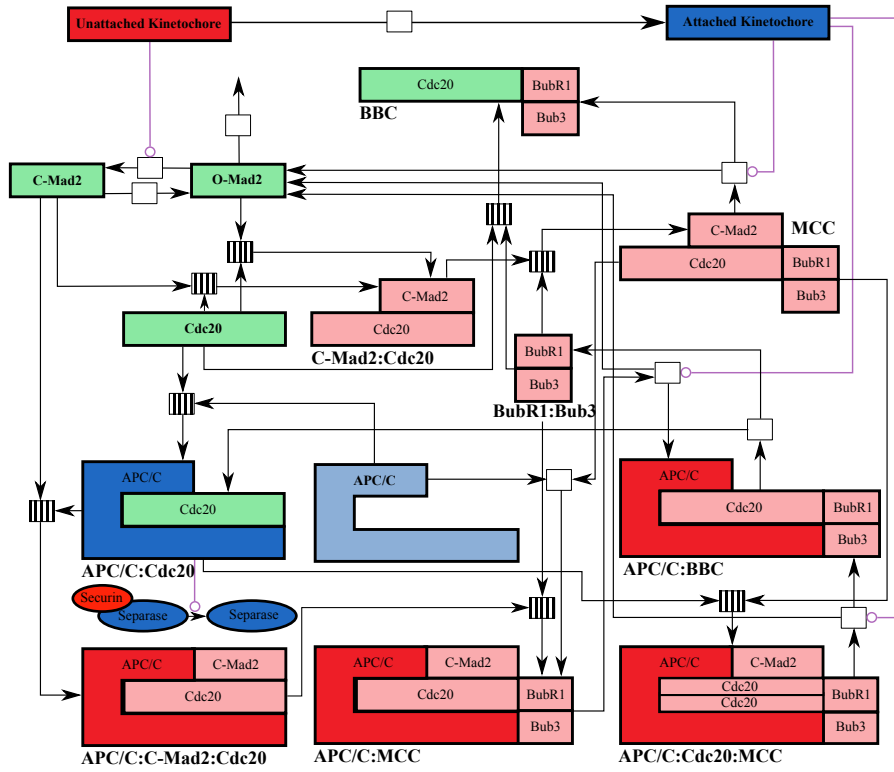 Unattached Kinetochore
Attached Kinetochore
Cdc20
BubR1
BBC
Bub3
C-Mad2
O-Mad2
C-Mad2
MCC
Cdc20
BubR1
Bub3
C-Mad2
Cdc20
Cdc20
C-Mad2:Cdc20
BubR1
Bub3
BubR1:Bub3
APC/C
Cdc20
APC/C:Cdc20
APC/C
APC/C
Cdc20
BubR1
Bub3
APC/C:BBC
Securin
Separase
Separase
APC/C
C-Mad2
Cdc20
APC/C:C-Mad2:Cdc20
APC/C
C-Mad2
Cdc20
BubR1
Bub3
APC/C:MCC
APC/C
C-Mad2
Cdc20
Cdc20
BubR1
Bub3
APC/C:Cdc20:MCC